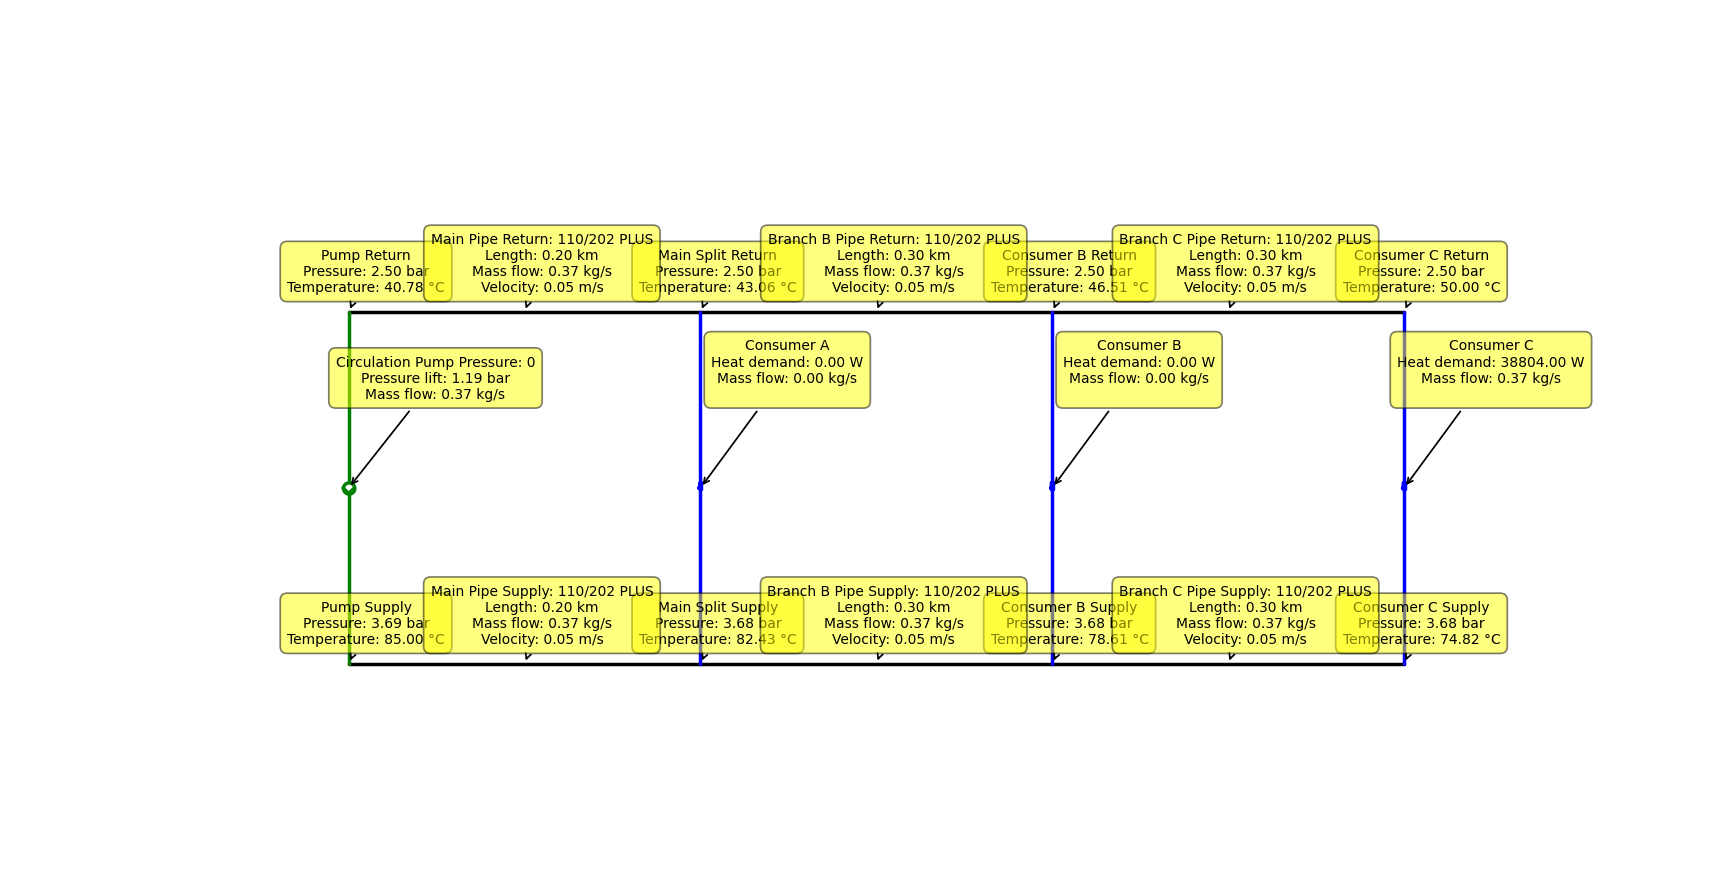 Pump Return
Pressure: 2.50 bar
Temperature: 40.78 °C
Main Pipe Return: 110/202 PLUS
Length: 0.20 km
Mass flow: 0.37 kg/s
Velocity: 0.05 m/s
Main Split Return
Pressure: 2.50 bar
Temperature: 43.06 °C
Branch B Pipe Return: 110/202 PLUS
Length: 0.30 km
Mass flow: 0.37 kg/s
Velocity: 0.05 m/s
Consumer B Return
Pressure: 2.50 bar
Temperature: 46.51 °C
Branch C Pipe Return: 110/202 PLUS
Length: 0.30 km
Mass flow: 0.37 kg/s
Velocity: 0.05 m/s
Consumer C Return
Pressure: 2.50 bar
Temperature: 50.00 °C
Circulation Pump Pressure: 0
Pressure lift: 1.19 bar
Mass flow: 0.37 kg/s
Consumer A
Heat demand: 0.00 W
Mass flow: 0.00 kg/s
Consumer B
Heat demand: 0.00 W
Mass flow: 0.00 kg/s
Consumer C
Heat demand: 38804.00 W
Mass flow: 0.37 kg/s
Pump Supply
Pressure: 3.69 bar
Temperature: 85.00 °C
Main Pipe Supply: 110/202 PLUS
Length: 0.20 km
Mass flow: 0.37 kg/s
Velocity: 0.05 m/s
Main Split Supply
Pressure: 3.68 bar
Temperature: 82.43 °C
Branch B Pipe Supply: 110/202 PLUS
Length: 0.30 km
Mass flow: 0.37 kg/s
Velocity: 0.05 m/s
Consumer B Supply
Pressure: 3.68 bar
Temperature: 78.61 °C
Branch C Pipe Supply: 110/202 PLUS
Length: 0.30 km
Mass flow: 0.37 kg/s
Velocity: 0.05 m/s
Consumer C Supply
Pressure: 3.68 bar
Temperature: 74.82 °C